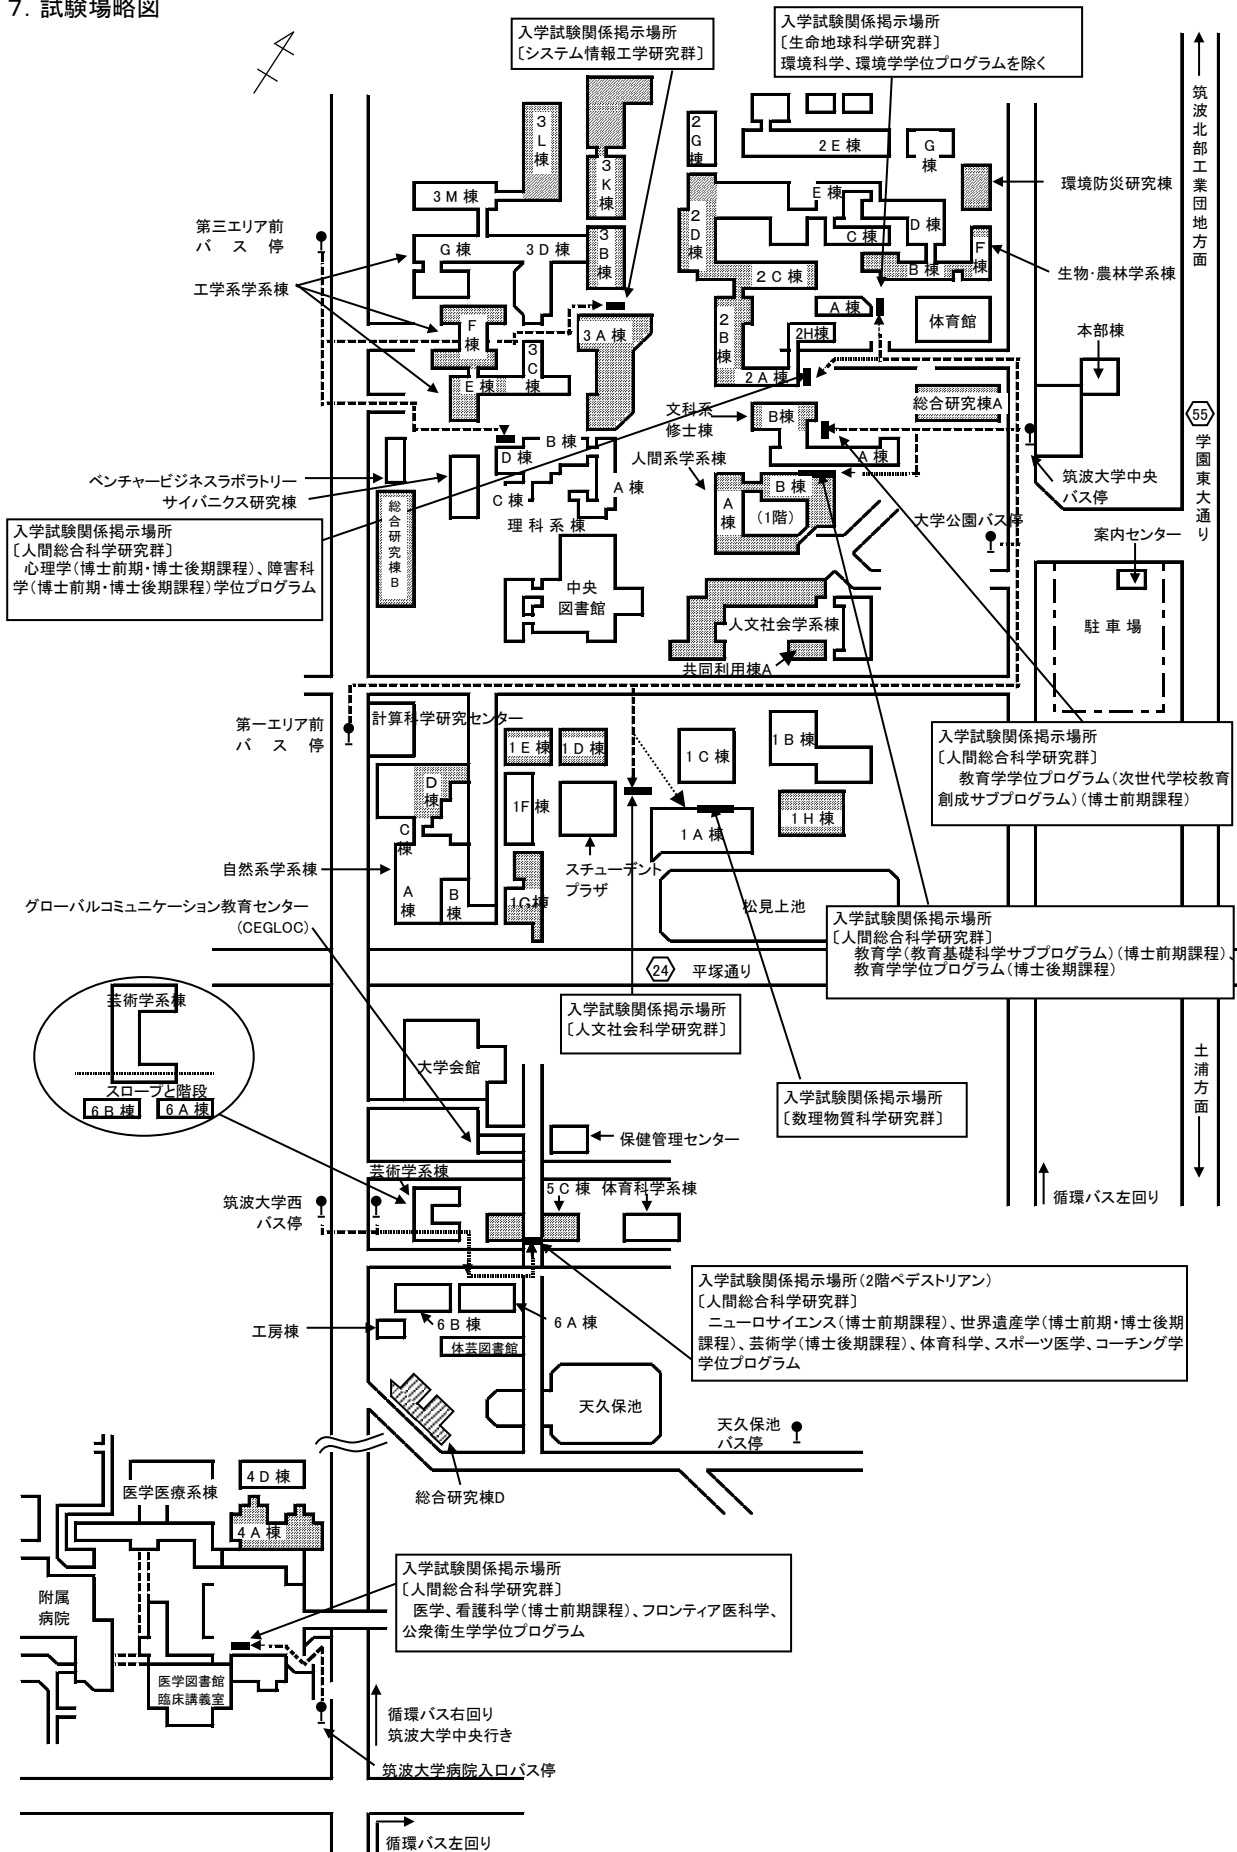 7. 試験場略図
入学試験関係掲示場所
〔システム情報工学研究群〕
入学試験関係掲示場所
〔生命地球科学研究群〕
環境科学、環境学学位プログラムを除く
筑波北部工業団地方面
3L棟
3K棟
3M棟
2G棟
2E棟
G棟
環境防災研究棟
第三エリア前
バス停
G棟
3D棟
3B棟
2D棟
E棟
D棟
C棟
F棟
B棟
生物・農林学系棟
工学系学系棟
2C棟
A棟
体育館
F棟
3A棟
2B棟
2H棟
本部棟
3C棟
E棟
2A棟
総合研究棟A
55
学園東大通り
文科系
修士棟
B棟
A棟
筑波大学中央
バス停
ベンチャービジネスラボラトリー
サイバニクス研究棟
B棟
D棟
C棟
A棟
理科系棟
人間系学系棟
B棟
A棟
(1階)
大学公園バス停
案内センター
入学試験関係掲示場所
〔人間総合科学研究群〕
心理学(博士前期・博士後期課程)、障害科
学(博士前期・博士後期課程)学位プログラム
総合研究棟B
中央
図書館
人文社会学系棟
共同利用棟A
駐車場
第一エリア前
バス停
計算科学研究センター
1E棟
1D棟
1C棟
1B棟
入学試験関係掲示場所
〔人間総合科学研究群〕
教育学学位プログラム(次世代学校教育
創成サブプログラム)(博士前期課程)
D棟
C棟
1F棟
1A棟
1H棟
スチューデント
プラザ
自然系学系棟
A棟
B棟
1G棟
松見上池
グローバルコミュニケーション教育センター
(CEGLOC)
入学試験関係掲示場所
〔人間総合科学研究群〕
教育学(教育基礎科学サブプログラム)(博士前期課程)、
教育学学位プログラム(博士後期課程)
24 平塚通り
芸術学系棟
スロープと階段
6B棟
6A棟
入学試験関係掲示場所
〔人文社会科学研究群〕
大学会館
土浦方面
入学試験関係掲示場所
〔数理物質科学研究群〕
保健管理センター
芸術学系棟
筑波大学西
バス停
5C棟
体育科学系棟
循環バス左回り
入学試験関係掲示場所(2階ペデストリアン)
〔人間総合科学研究群〕
ニューロサイエンス(博士前期課程)、世界遺産学(博士前期・博士後期
課程)、芸術学(博士後期課程)、体育科学、スポーツ医学、コーチング学
学位プログラム
工房棟
6B棟
6A棟
体芸図書館
天久保池
天久保池
バス停
総合研究棟D
医学医療系棟
4D棟
4A棟
入学試験関係掲示場所
〔人間総合科学研究群〕
医学、看護科学(博士前期課程)、フロンティア医科学、
公衆衛生学学位プログラム
附属
病院
医学図書館
臨床講義室
循環バス右回り
筑波大学中央行き
筑波大学病院入口バス停
循環バス左回り